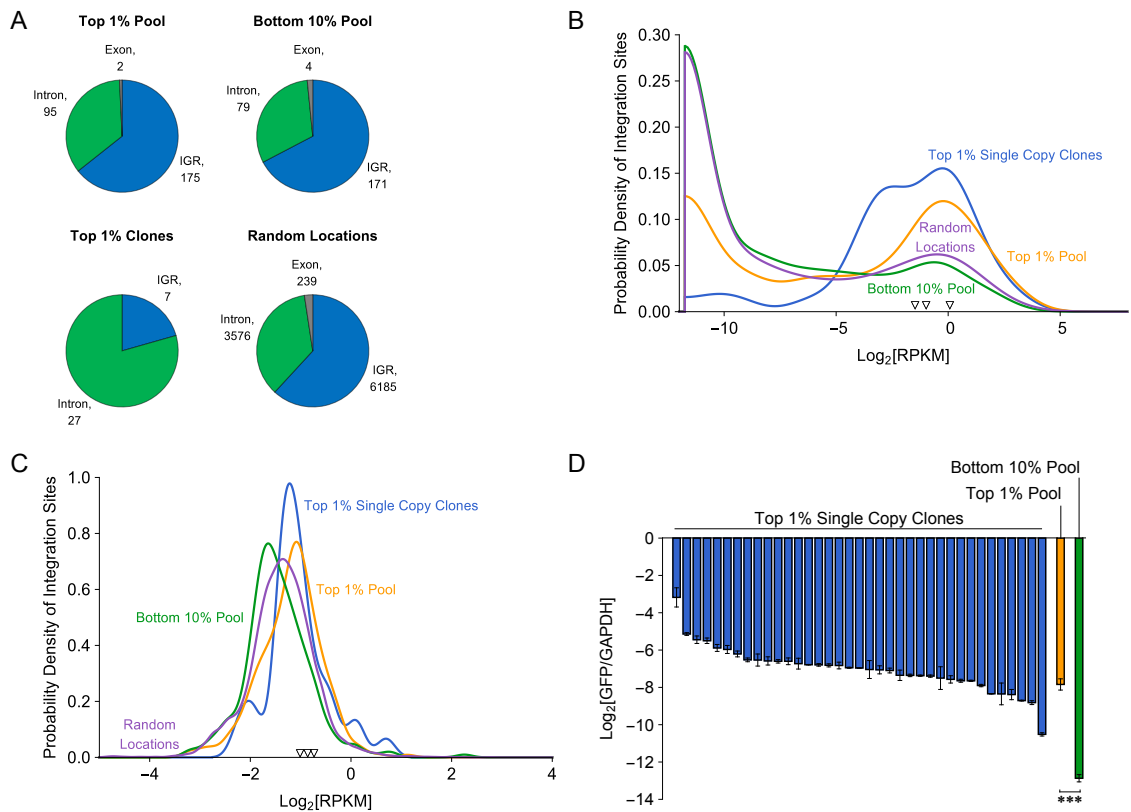 A
Top 1% Pool
Exon,
2
Intron,
95
IGR,
175
Bottom 10% Pool
Exon,
4
Intron,
79
IGR,
171
Top 1% Clones
IGR,
7
Intron,
27
Random Locations
Exon,
239
Intron,
3576
IGR,
6185
B
Probability Density of Integration Sites
0.30
0.25
0.20
0.15
0.10
0.05
0.00
Top 1% Single Copy Clones
Random
Locations
Top 1% Pool
Bottom 10% Pool
−10 −5 0 5
Log2[RPKM]
C
Probability Density of Integration Sites
1.0
0.8
0.6
0.4
0.2
0.0
Top 1% Single Copy Clones
Top 1% Pool
Bottom 10% Pool
Random
Locations
−4 −2 0 2 4
Log2[RPKM]
D
Bottom 10% Pool
Top 1% Pool
Top 1% Single Copy Clones
Log2[GFP/GAPDH]
0
−2
−4
−6
−8
−10
−12
−14
***